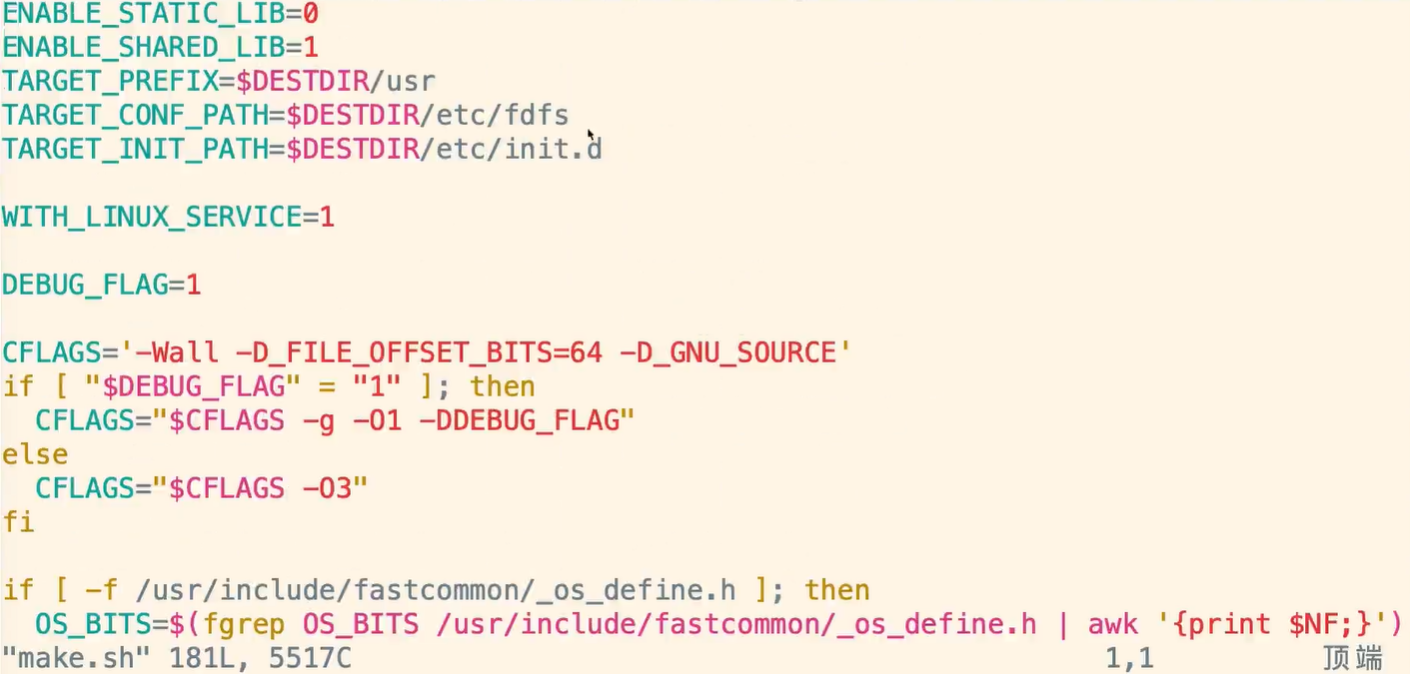 ENABLE_STATIC_LIB=0
ENABLE_SHARED_LIB=1
TARGET_PREFIX=$DESTDIR/usr
TARGET_CONF_PATH=$DESTDIR/etc/fdfs
TARGET_INIT_PATH=$DESTDIR/etc/init.d
WITH_LINUX_SERVICE=1
DEBUG_FLAG=1
CFLAGS='-Wall -D_FILE_OFFSET_BITS=64 -D_GNU_SOURCE'
if [ "$DEBUG_FLAG" = "1" ]; then
  CFLAGS="$CFLAGS -g -O1 -DDEBUG_FLAG"
else
  CFLAGS="$CFLAGS -O3"
fi
if [ -f /usr/include/fastcommon/_os_define.h ]; then
  OS_BITS=$(fgrep OS_BITS /usr/include/fastcommon/_os_define.h | awk '{print $NF;}')
"make.sh" 181L, 5517C 1,1 顶端